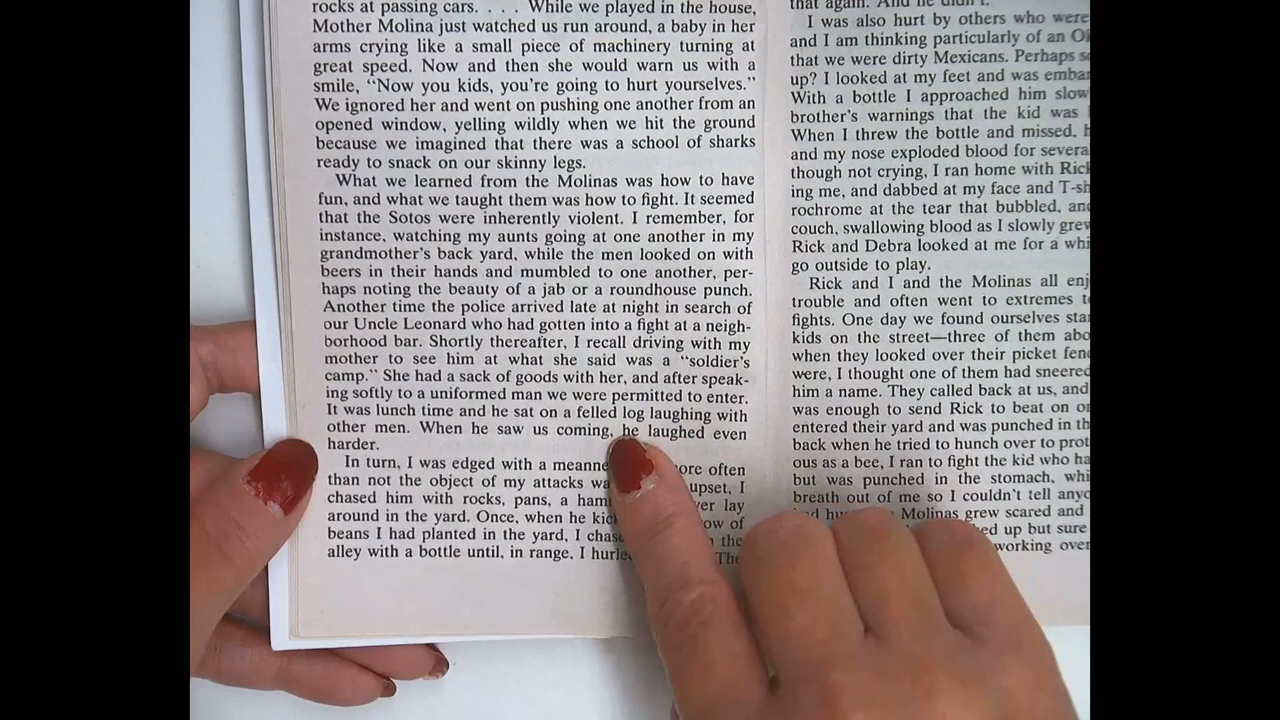 rocks at passing cars. . . . While we played in the house,
Mother Molina just watched us run around, a baby in her
arms crying like a small piece of machinery turning at
great speed. Now and then she would warn us with a
smile, “Now you kids, you’re going to hurt yourselves.”
We ignored her and went on pushing one another from an
opened window, yelling wildly when we hit the ground
because we imagined that there was a school of sharks
ready to snack on our skinny legs.
What we learned from the Molinas was how to have
fun, and what we taught them was how to fight. It seemed
that the Sotos were inherently violent. I remember, for
instance, watching my aunts going at one another in my
grandmother’s back yard, while the men looked on with
beers in their hands and mumbled to one another, per-
haps noting the beauty of a jab or a roundhouse punch.
Another time the police arrived late at night in search of
our Uncle Leonard who had gotten into a fight at a neigh-
borhood bar. Shortly thereafter, I recall driving with my
mother to see him at what she said was a “soldier’s
camp.” She had a sack of goods with her, and after speak-
ing softly to a uniformed man we were permitted to enter.
It was lunch time and he sat on a felled log laughing with
other men. When he saw us coming, he laughed even
harder.
In turn, I was edged with a more often
than not the object of my attacks upset, I
chased him with rocks, pans, a lay
around in the yard. Once, when he of
beans I had planted in the yard, I the
alley with a bottle until, in range, I The
that again. And he didn’t.
I was also hurt by others who were
and I am thinking particularly of an
that we were dirty Mexicans. Perhaps
up? I looked at my feet and was
With a bottle I approached him
brother’s warnings that the kid was
When I threw the bottle and missed,
and my nose exploded blood for
though not crying, I ran home with
ing me, and dabbed at my face and
rochrome at the tear that bubbled,
couch, swallowing blood as I slowly
Rick and Debra looked at me for a
go outside to play.
Rick and I and the Molinas all
trouble and often went to extremes
fights. One day we found ourselves
kids on the street—three of them
when they looked over their picket
were, I thought one of them had sneered
him a name. They called back at us, and
was enough to send Rick to beat on
entered their yard and was punched in
back when he tried to hunch over to
ous as a bee, I ran to fight the kid who
but was punched in the stomach,
breath out of me so I couldn’t tell
Molinas grew scared and
up but sure
working